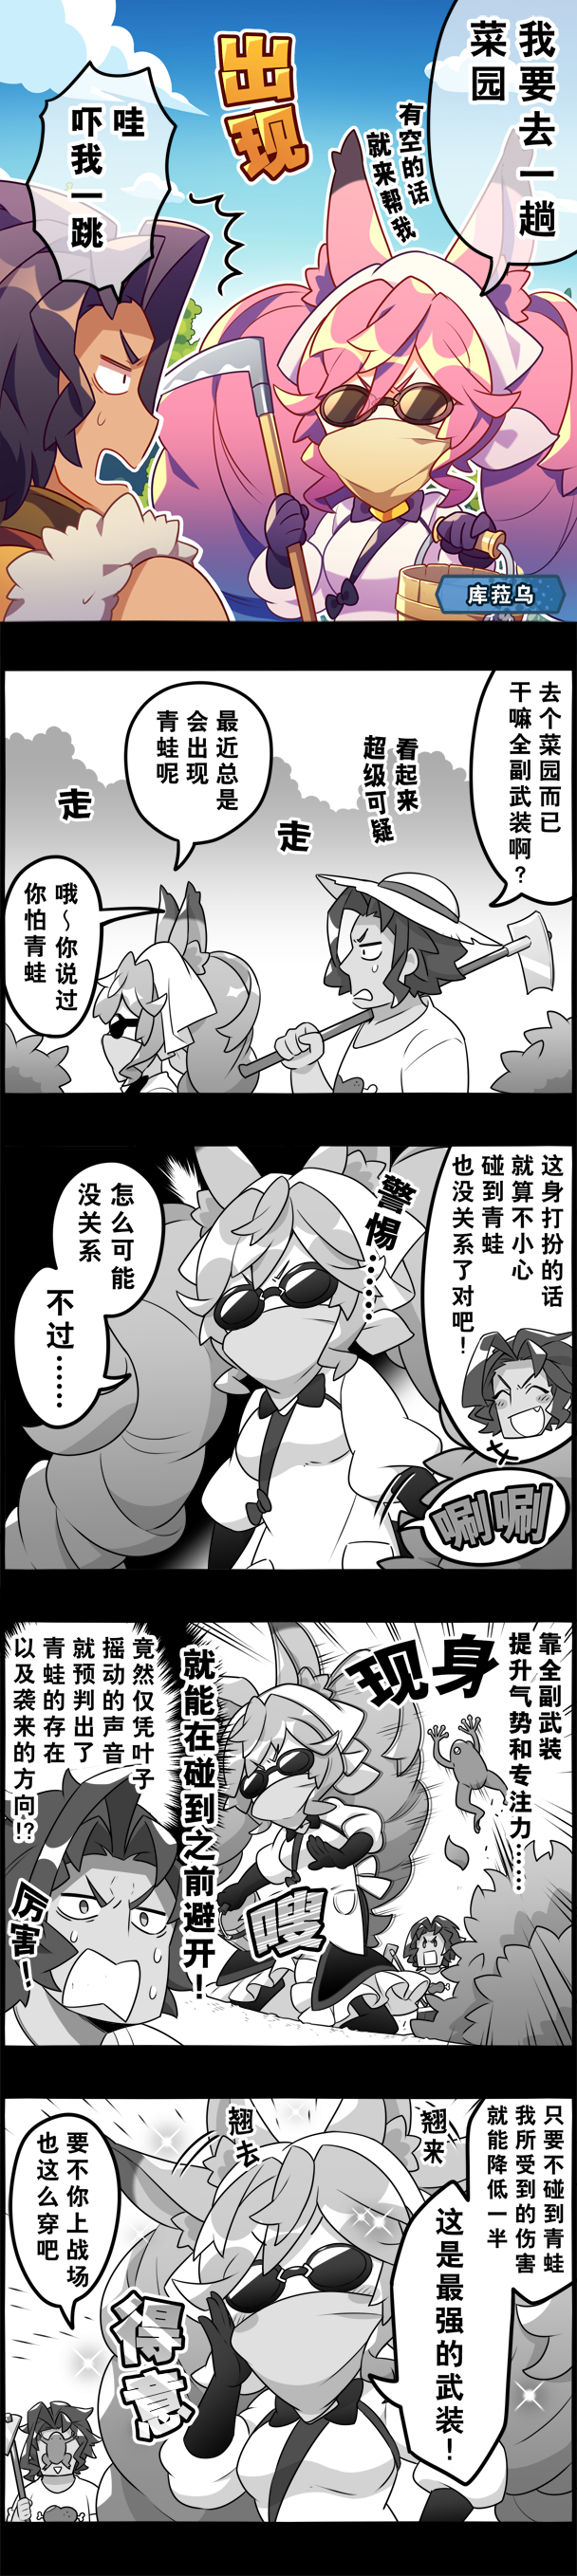 我要去一趟
菜园
有空的话
就来帮我
出现
哇
吓我一跳
库菈乌
去个菜园而已
干嘛全副武装啊？
看起来
超级可疑
走
最近总是
会出现
青蛙呢
走
哦～你说过
你怕青蛙
这身打扮的话
就算不小心
碰到青蛙
也没关系了对吧！
唰唰
警惕……
怎么可能
没关系
不过……
靠全副武装
提升气势和专注力……
现身
嗖
就能在碰到之前避开！
竟然仅凭叶子
摇动的声音
就预判出了
青蛙的存在
以及袭来的
方向!?
厉害！
只要不碰到青蛙
我所受到的伤害
就能降低一半
翘来
翘去
这是最强的武装！
得意
要不你上战场
也这么穿吧